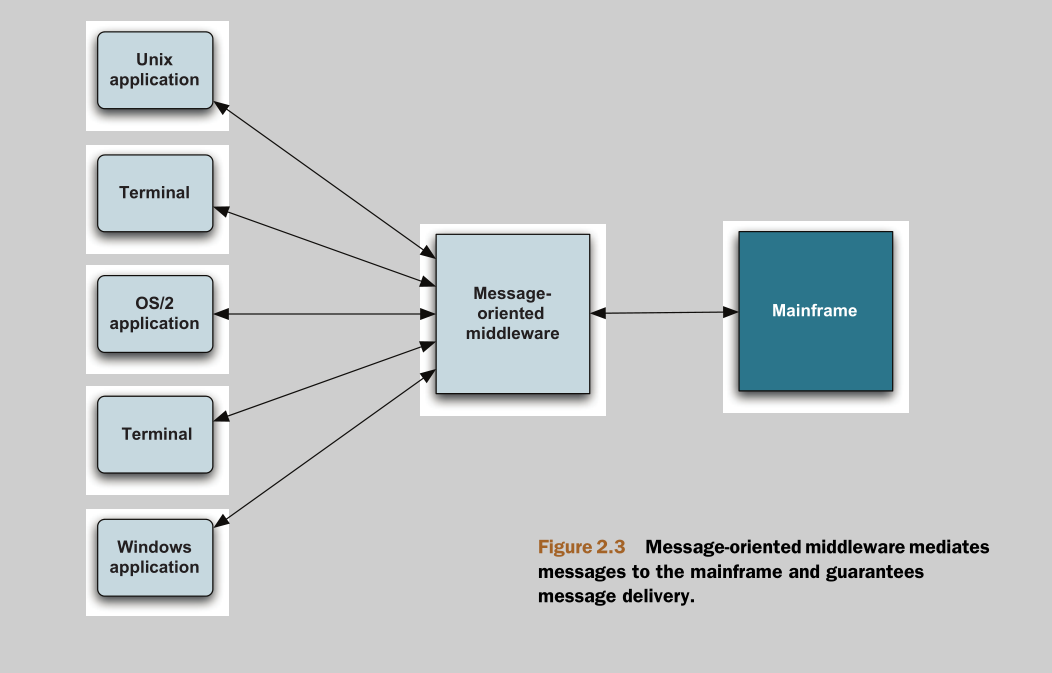 Unix
application
Terminal
OS/2
application
Terminal
Windows
application
Message-
oriented
middleware
Mainframe
Figure 2.3 Message-oriented middleware mediates
messages to the mainframe and guarantees
message delivery.